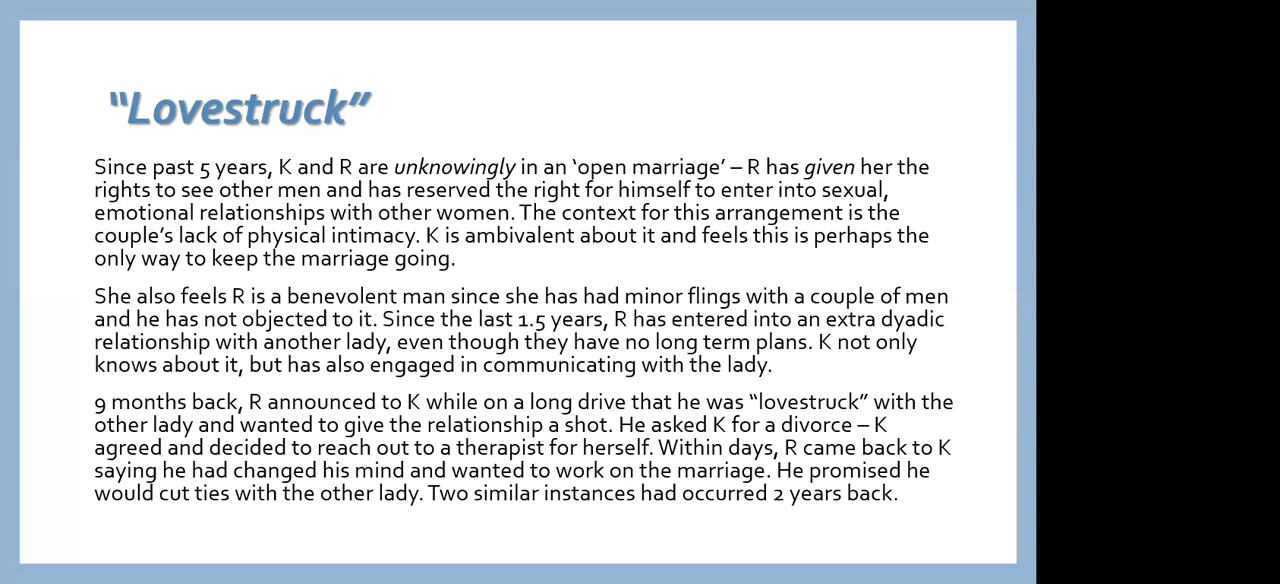 “Lovestruck”
Since past 5 years, K and R are unknowingly in an ‘open marriage’ – R has given her the
rights to see other men and has reserved the right for himself to enter into sexual,
emotional relationships with other women. The context for this arrangement is the
couple’s lack of physical intimacy. K is ambivalent about it and feels this is perhaps the
only way to keep the marriage going.
She also feels R is a benevolent man since she has had minor flings with a couple of men
and he has not objected to it. Since the last 1.5 years, R has entered into an extra dyadic
relationship with another lady, even though they have no long term plans. K not only
knows about it, but has also engaged in communicating with the lady.
9 months back, R announced to K while on a long drive that he was “lovestruck” with the
other lady and wanted to give the relationship a shot. He asked K for a divorce – K
agreed and decided to reach out to a therapist for herself. Within days, R came back to K
saying he had changed his mind and wanted to work on the marriage. He promised he
would cut ties with the other lady. Two similar instances had occurred 2 years back.